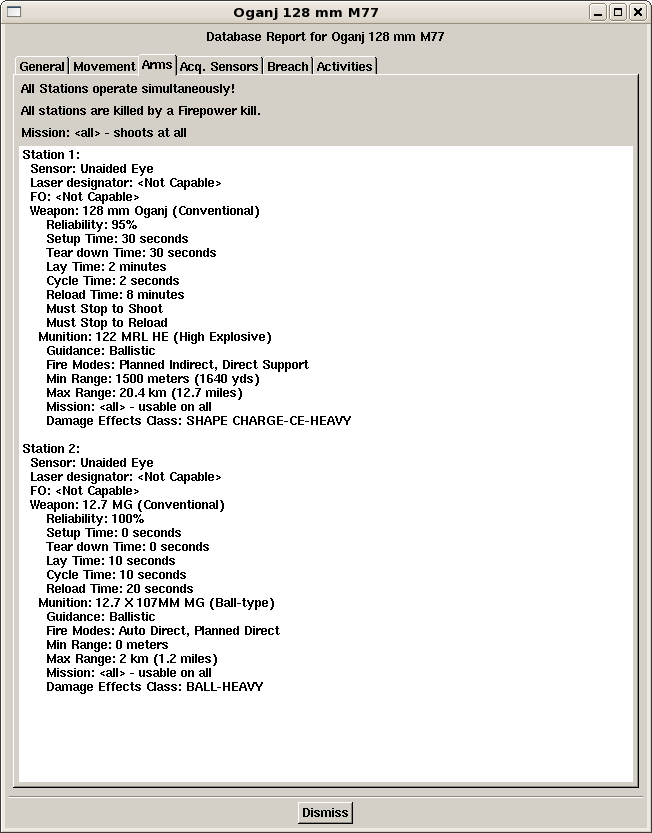 Oganj 128 mm M77
Database Report for Oganj 128 mm M77
General Movement Arms Acq. Sensors Breach Activities
All Stations operate simultaneously!
All stations are killed by a Firepower kill.
Mission: <all> - shoots at all
Station 1:
Sensor: Unaided Eye
Laser designator: <Not Capable>
FO: <Not Capable>
Weapon: 128 mm Oganj (Conventional)
Reliability: 95%
Setup Time: 30 seconds
Tear down Time: 30 seconds
Lay Time: 2 minutes
Cycle Time: 2 seconds
Reload Time: 8 minutes
Must Stop to Shoot
Must Stop to Reload
Munition: 122 MRL HE (High Explosive)
Guidance: Ballistic
Fire Modes: Planned Indirect, Direct Support
Min Range: 1500 meters (1640 yds)
Max Range: 20.4 km (12.7 miles)
Mission: <all> - usable on all
Damage Effects Class: SHAPE CHARGE-CE-HEAVY
Station 2:
Sensor: Unaided Eye
Laser designator: <Not Capable>
FO: <Not Capable>
Weapon: 12.7 MG (Conventional)
Reliability: 100%
Setup Time: 0 seconds
Tear down Time: 0 seconds
Lay Time: 10 seconds
Cycle Time: 10 seconds
Reload Time: 20 seconds
Munition: 12.7 X 107MM MG (Ball-type)
Guidance: Ballistic
Fire Modes: Auto Direct, Planned Direct
Min Range: 0 meters
Max Range: 2 km (1.2 miles)
Mission: <all> - usable on all
Damage Effects Class: BALL-HEAVY
Dismiss